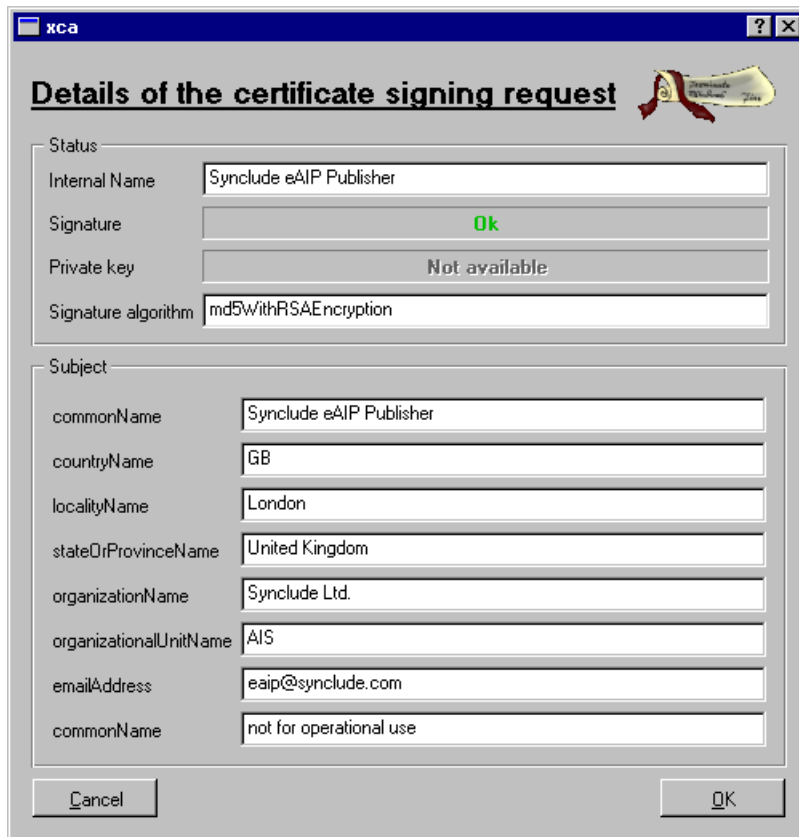 xca
Details of the certificate signing request
Status
Internal Name Synclude eAIP Publisher
Signature Ok
Private key Not available
Signature algorithm md5WithRSAEncryption
Subject
commonName Synclude eAIP Publisher
countryName GB
localityName London
stateOrProvinceName United Kingdom
organizationName Synclude Ltd.
organizationalUnitName AIS
emailAddress eaip@synclude.com
commonName not for operational use
Cancel OK